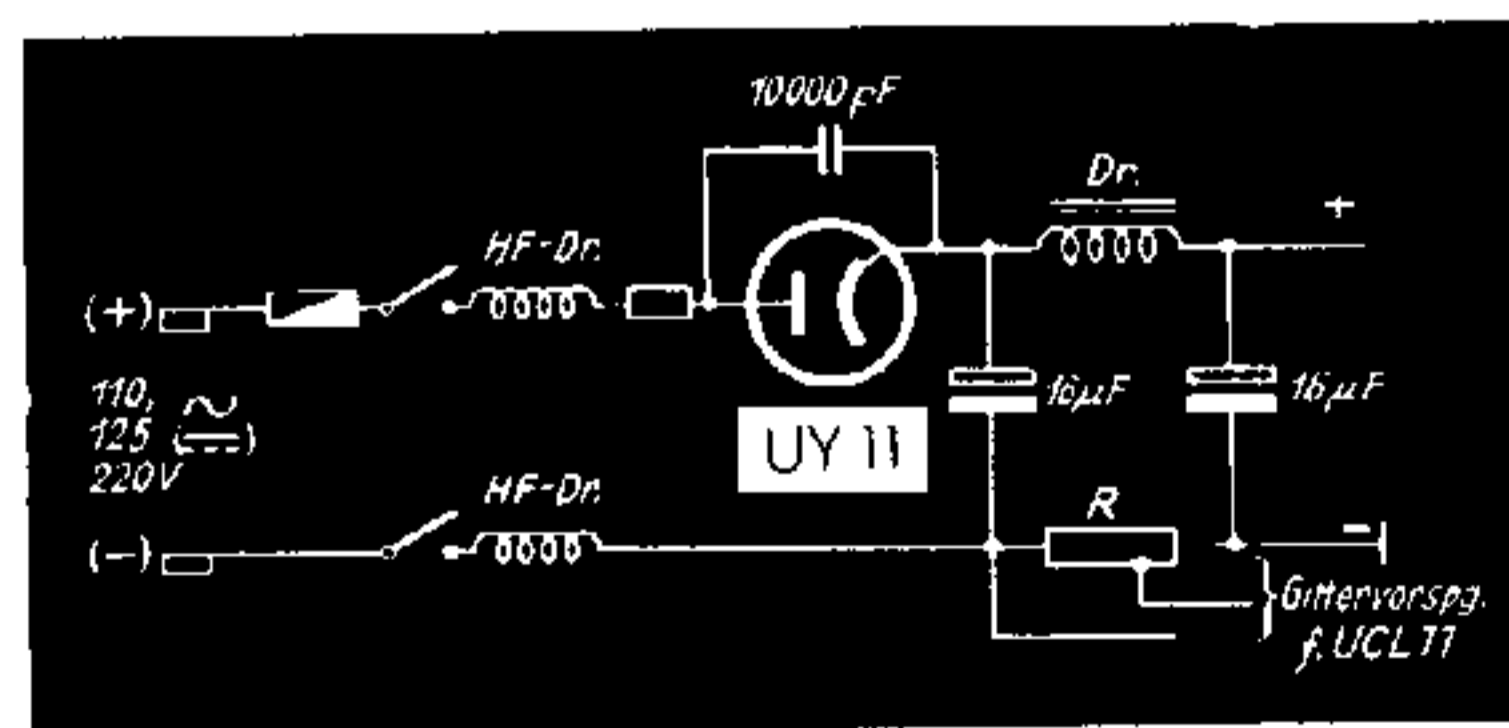 10000 pF
Dr.
+
HF-Dr.
(+)
110,
125 (
220V
~
)
16µF
16µF
UY 11
HF-Dr.
R
(-)
-
Gittervorspg.
f. UCL 11